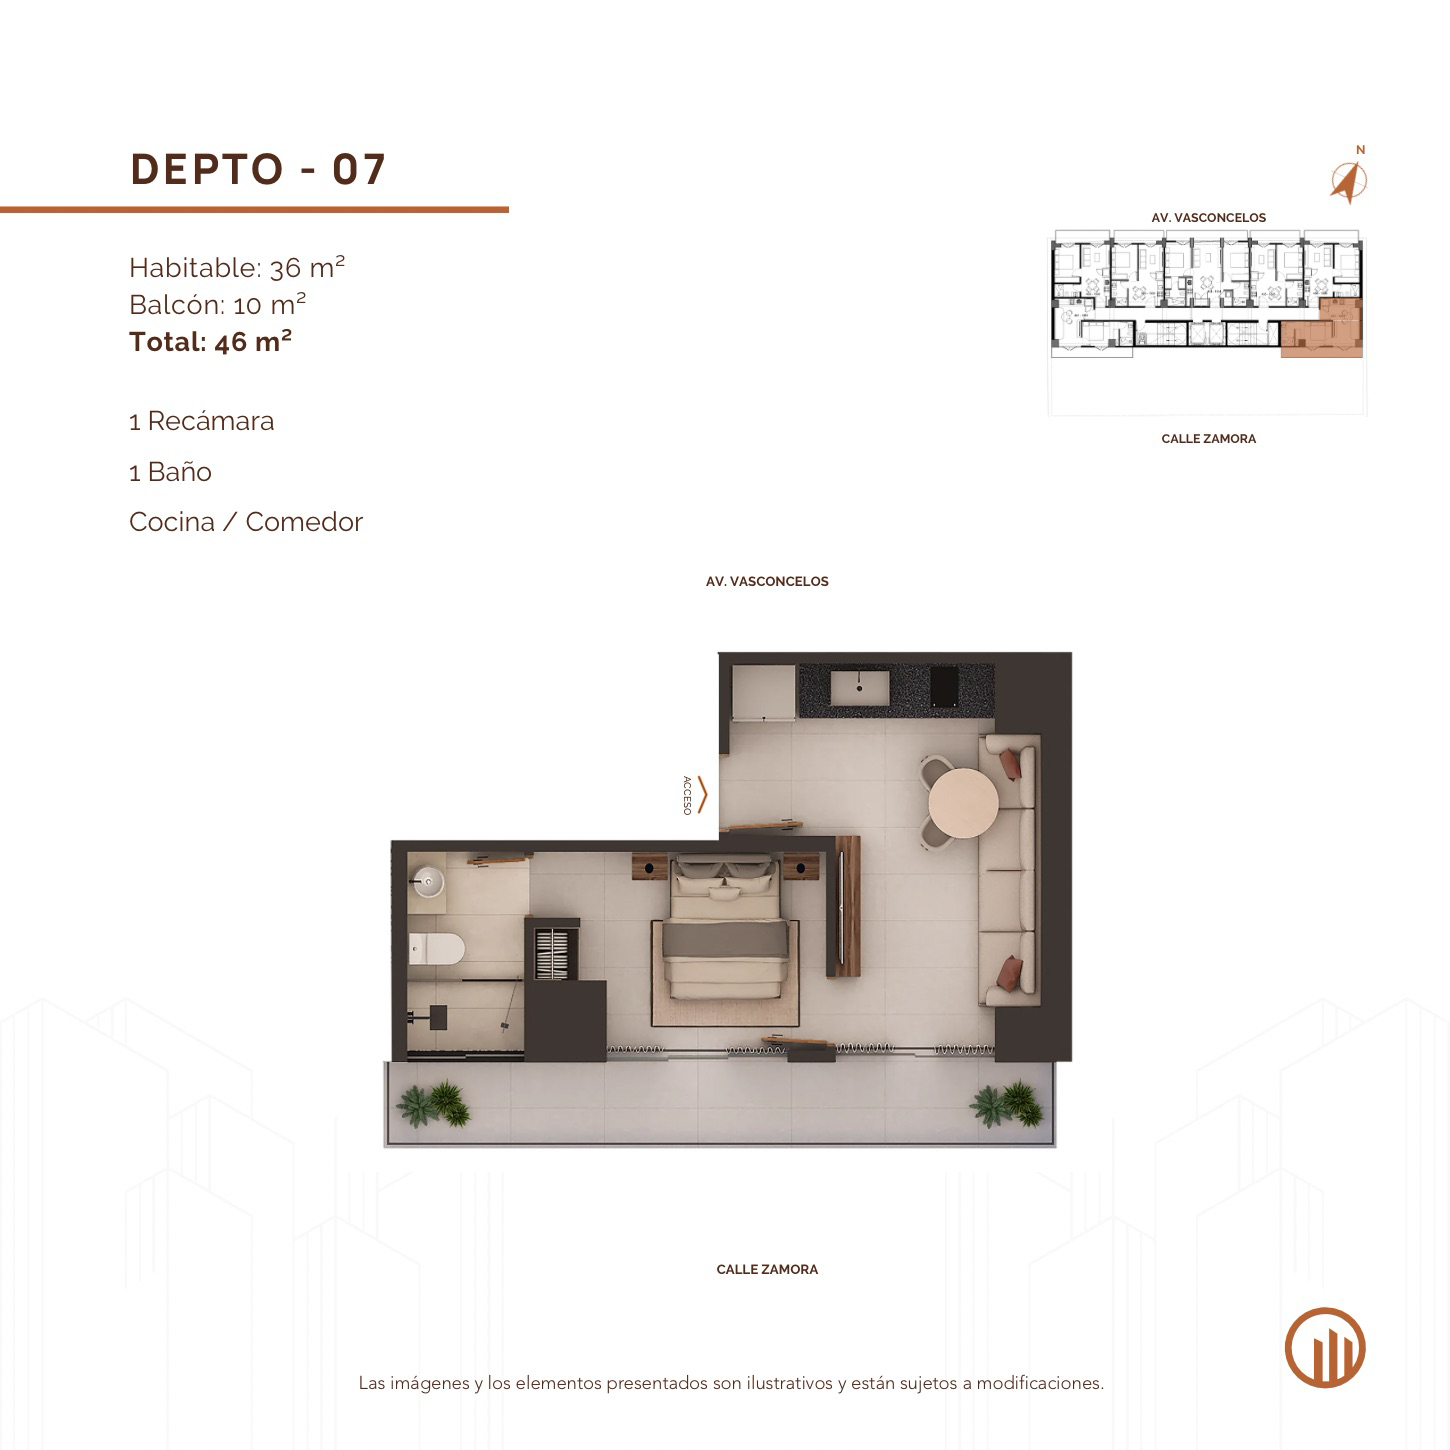 DEPTO - 07
Habitable: 36 m²
Balcón: 10 m²
Total: 46 m²
1 Recámara
1 Baño
Cocina / Comedor
N
AV. VASCONCELOS
CALLE ZAMORA
AV. VASCONCELOS
ACCESO
CALLE ZAMORA
Las imágenes y los elementos presentados son ilustrativos y están sujetos a modificaciones.